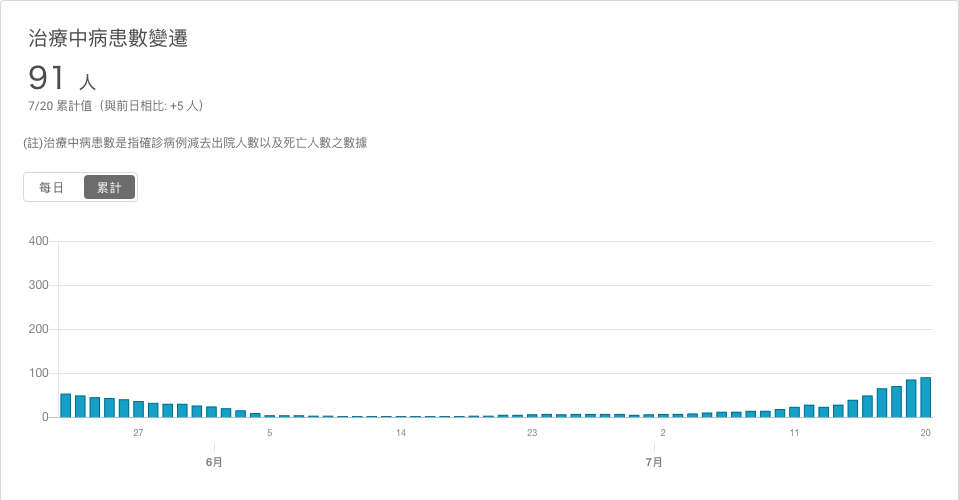 治療中病患數變遷
91 人
7/20 累計值（與前日相比: +5 人）
(註)治療中病患數是指確診病例減去出院人數以及死亡人數之數據
每日 累計
400
300
200
100
0
27 5 14 23 2 11 20
6月 7月